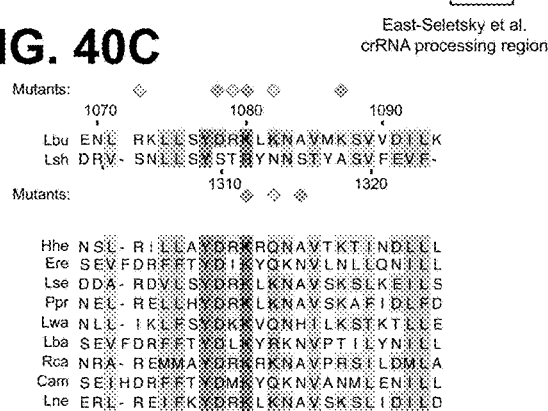 East-Seletsky et al.
crRNA processing region
IG. 40C
Mutants:
1070 1080 1090
Lbu ENL RKLLSYDRKLKNAVMKSVVDILK
Lsh DRV- SNLLSYSTRYNNSTYASVFEVF-
1310 1320
Mutants:
Hhe NSL- RILLAYDRKRQNAVTKTINDLLL
Ere SEVFDRFFTYDIKYQKNVLNLLQNILL
Lse DDA- RDVLSYDRKLKNAVSKSLKEILS
Ppr NEL- RELLHYDRKLKNAVSKAFIDLFD
Lwa NLL- IKLFSYDKKVQNHILKSTKTLLE
Lba SEVFDRFFTYDLKYRKNVPTILYNILL
Rca NRA- REMMAYDRKRKNAVPRSILDMLA
Cam SEIHDRFFTYDMKYQKNVANMLENILL
Lne ERL- REIFKYDRKLKNAVSKSLIDILD